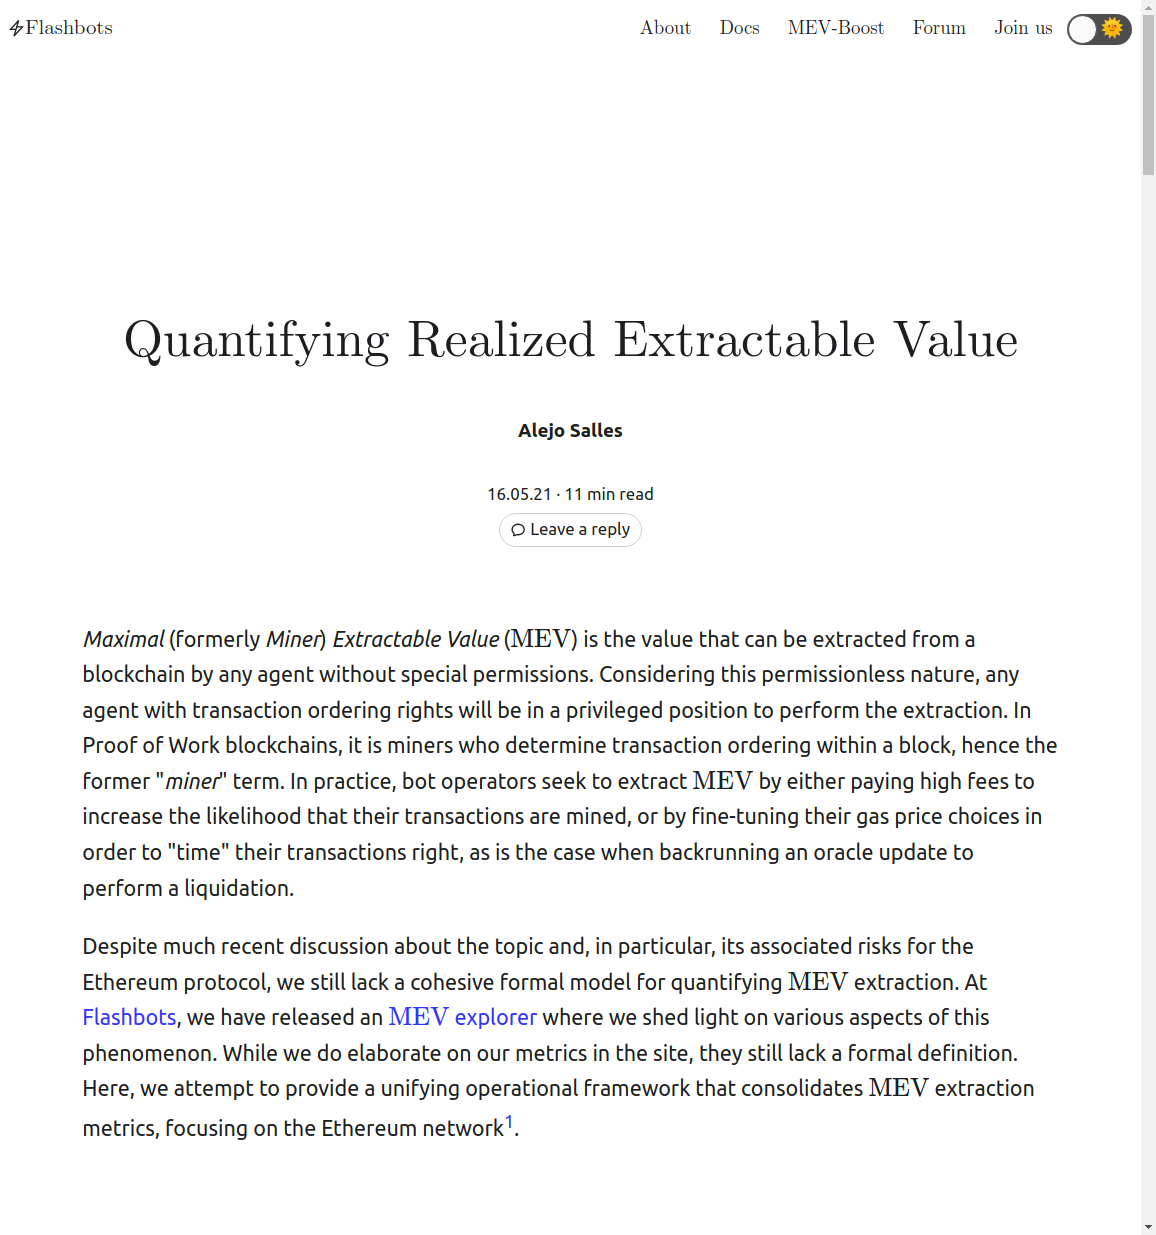 Flashbots
About Docs MEV-Boost Forum Join us
Quantifying Realized Extractable Value
Alejo Salles
16.05.21 · 11 min read
Leave a reply
Maximal (formerly Miner) Extractable Value (MEV) is the value that can be extracted from a
blockchain by any agent without special permissions. Considering this permissionless nature, any
agent with transaction ordering rights will be in a privileged position to perform the extraction. In
Proof of Work blockchains, it is miners who determine transaction ordering within a block, hence the
former "miner" term. In practice, bot operators seek to extract MEV by either paying high fees to
increase the likelihood that their transactions are mined, or by fine-tuning their gas price choices in
order to "time" their transactions right, as is the case when backrunning an oracle update to
perform a liquidation.
Despite much recent discussion about the topic and, in particular, its associated risks for the
Ethereum protocol, we still lack a cohesive formal model for quantifying MEV extraction. At
Flashbots, we have released an MEV explorer where we shed light on various aspects of this
phenomenon. While we do elaborate on our metrics in the site, they still lack a formal definition.
Here, we attempt to provide a unifying operational framework that consolidates MEV extraction
metrics, focusing on the Ethereum network1.